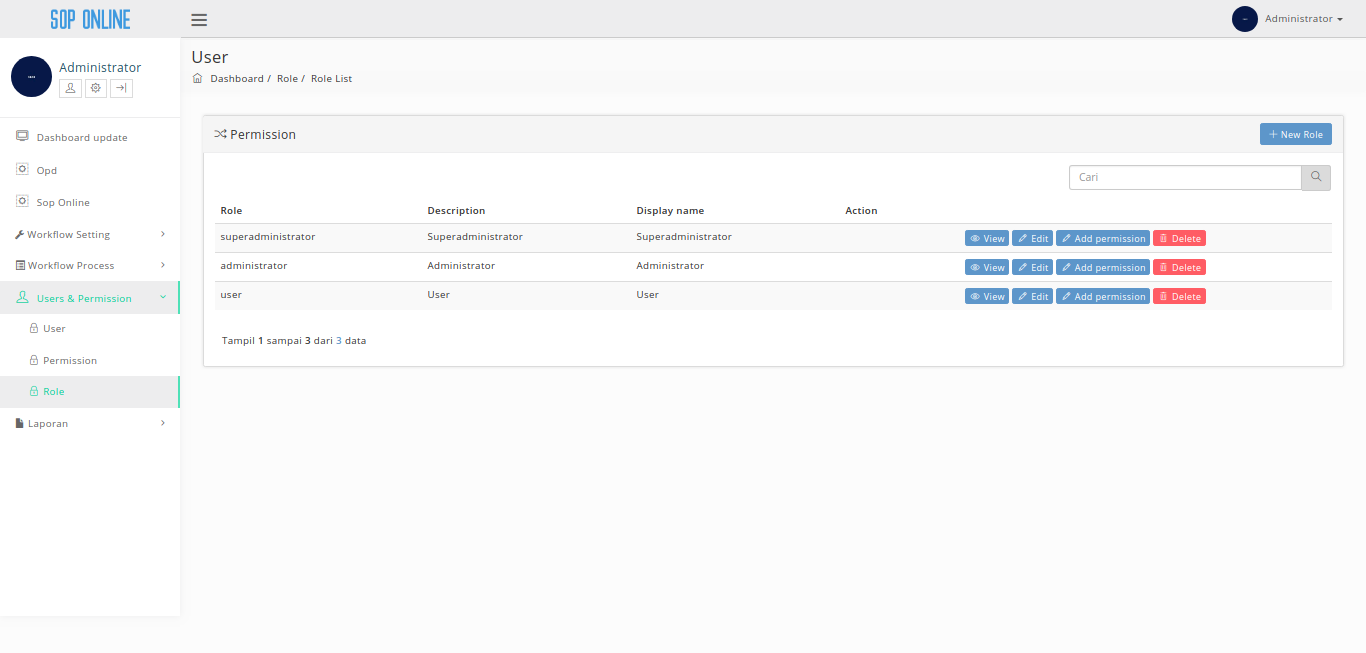 SOP ONLINE
Administrator
Administrator
Dashboard update
Opd
Sop Online
Workflow Setting
Workflow Process
Users & Permission
User
Permission
Role
Laporan
User
Dashboard / Role / Role List
Permission
New Role
Cari
Role Description Display name Action
superadministrator Superadministrator Superadministrator View Edit Add permission Delete
administrator Administrator Administrator View Edit Add permission Delete
user User User View Edit Add permission Delete
Tampil 1 sampai 3 dari 3 data